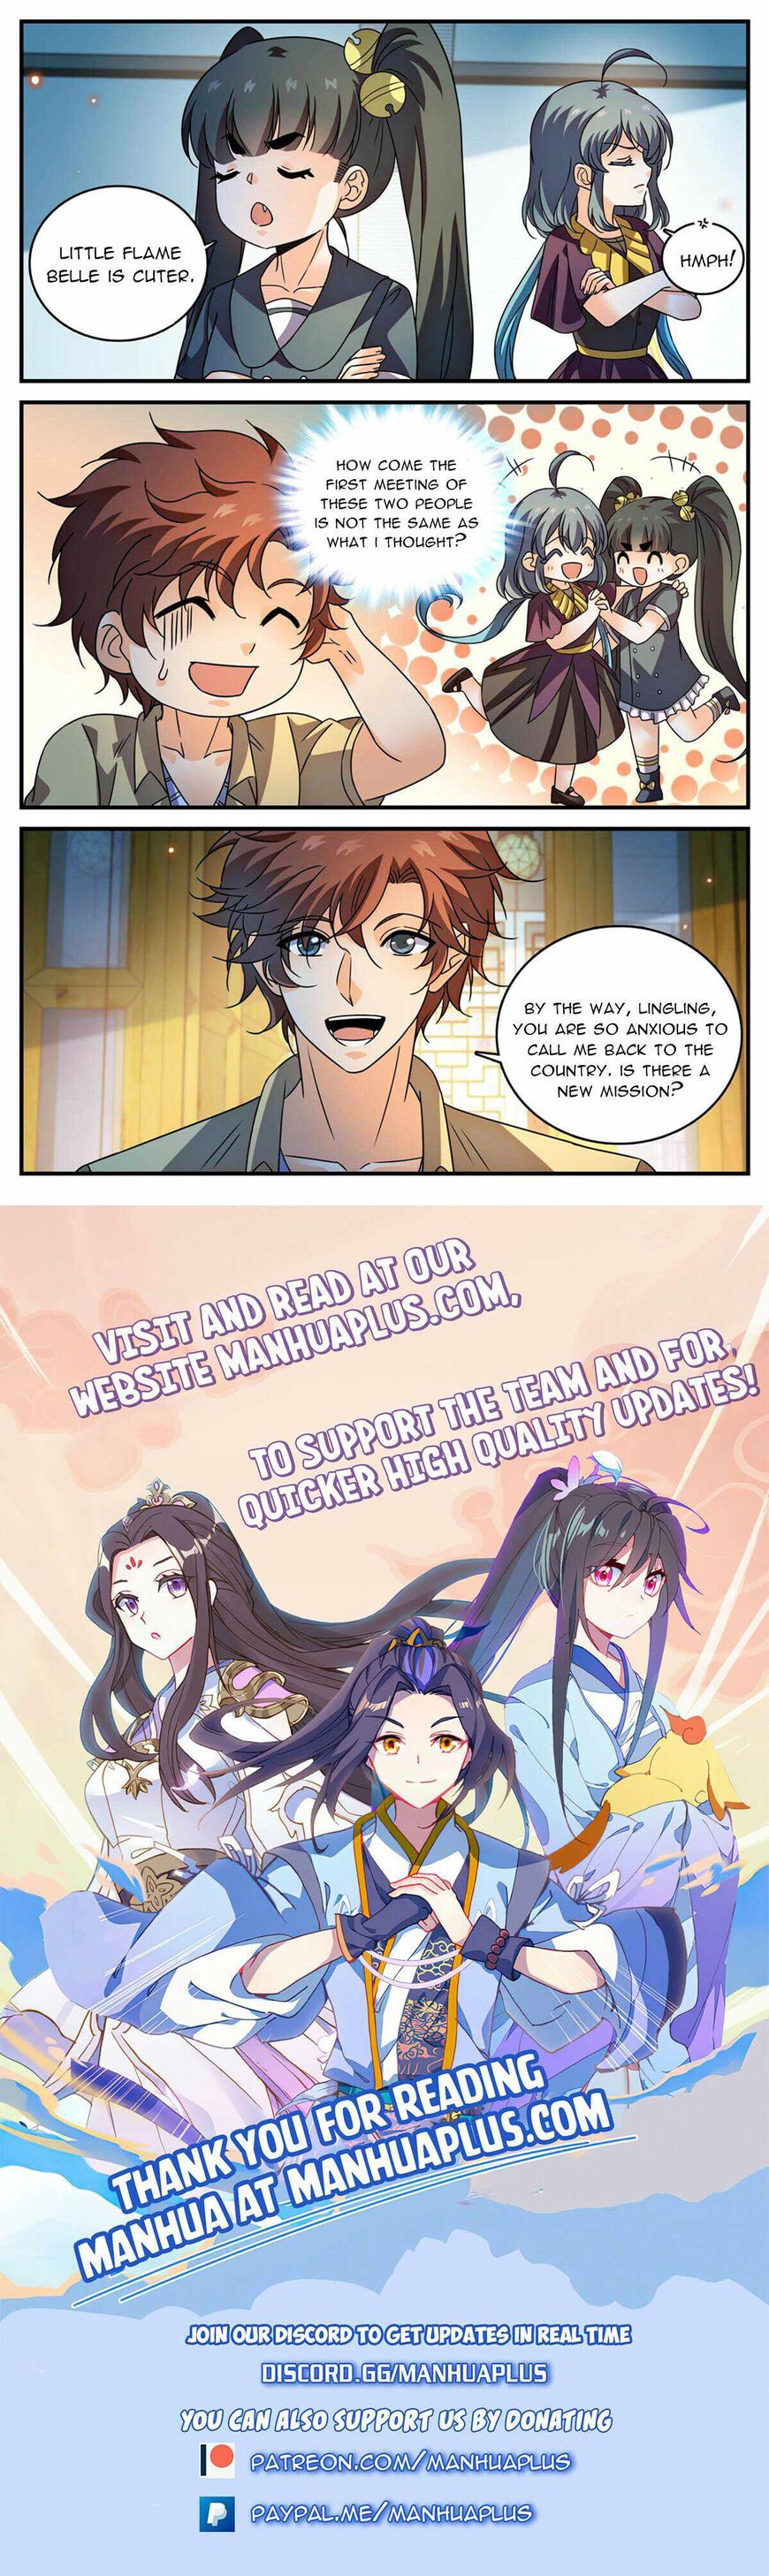 LITTLE FLAME
BELLE IS CUTER.
HMPH!
HOW COME THE
FIRST MEETING OF
THESE TWO PEOPLE
IS NOT THE SAME AS
WHAT I THOUGHT?
BY THE WAY, LINGLING,
YOU ARE SO ANXIOUS TO
CALL ME BACK TO THE
COUNTRY. IS THERE A
NEW MISSION?
VISIT AND READ AT OUR
WEBSITE MANHUAPLUS.COM,
TO SUPPORT THE TEAM AND FOR
QUICKER HIGH QUALITY UPDATES!
THANK YOU FOR READING
MANHUA AT MANHUAPLUS.COM
JOIN OUR DISCORD TO GET UPDATES IN REAL TIME
DISCORD.GG/MANHUAPLUS
YOU CAN ALSO SUPPORT US BY DONATING
PATREON.COM/MANHUAPLUS
PAYPAL.ME/MANHUAPLUS